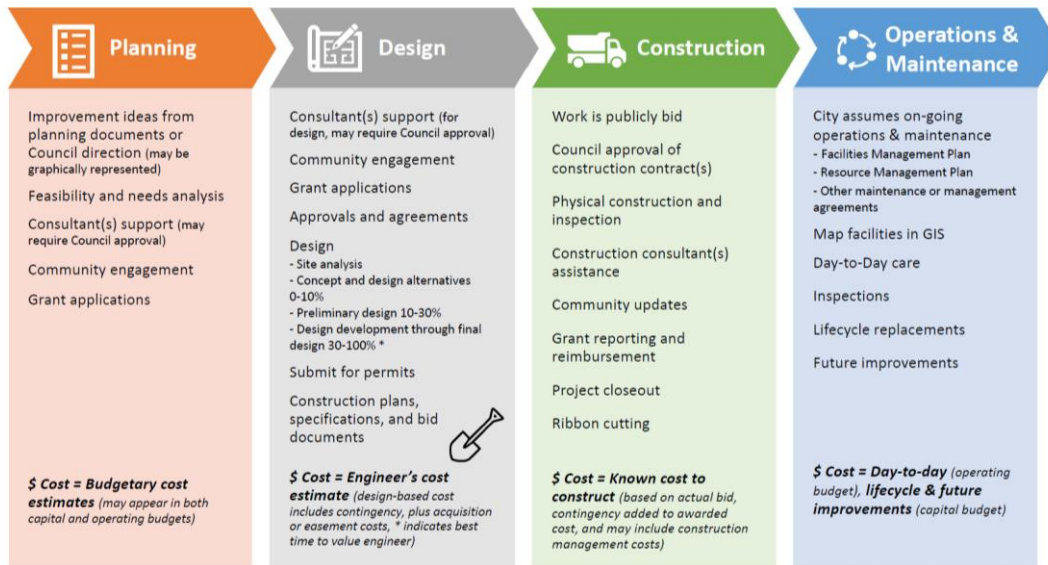 Planning
Improvement ideas from
planning documents or
Council direction (may be
graphically represented)
Feasibility and needs analysis
Consultant(s) support (may
require Council approval)
Community engagement
Grant applications
$ Cost = Budgetary cost
estimates (may appear in both
capital and operating budgets)
Design
Consultant(s) support (for
design, may require Council approval)
Community engagement
Grant applications
Approvals and agreements
Design
- Site analysis
- Concept and design alternatives
0-10%
- Preliminary design 10-30%
- Design development through final
design 30-100% *
Submit for permits
Construction plans,
specifications, and bid
documents
$ Cost = Engineer’s cost
estimate (design-based cost
includes contingency, plus acquisition
or easement costs, * indicates best
time to value engineer)
Construction
Work is publicly bid
Council approval of
construction contract(s)
Physical construction and
inspection
Construction consultant(s)
assistance
Community updates
Grant reporting and
reimbursement
Project closeout
Ribbon cutting
$ Cost = Known cost to
construct (based on actual bid,
contingency added to awarded
cost, and may include construction
management costs)
Operations &
Maintenance
City assumes on-going
operations & maintenance
- Facilities Management Plan
- Resource Management Plan
- Other maintenance or management
agreements
Map facilities in GIS
Day-to-Day care
Inspections
Lifecycle replacements
Future improvements
$ Cost = Day-to-day (operating
budget), lifecycle & future
improvements (capital budget)